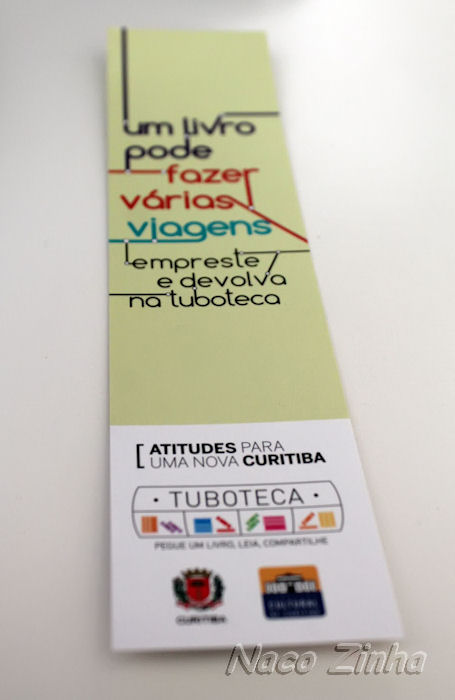 um livro
pode
fazer
várias
viagens
empreste
e devolva
na tuboteca
[ ATITUDES PARA
UMA NOVA CURITIBA
· TUBOTECA ·
PEGUE UM LIVRO, LEIA, COMPARTILHE
CURITIBA
CULTURAL
Naco Zinha